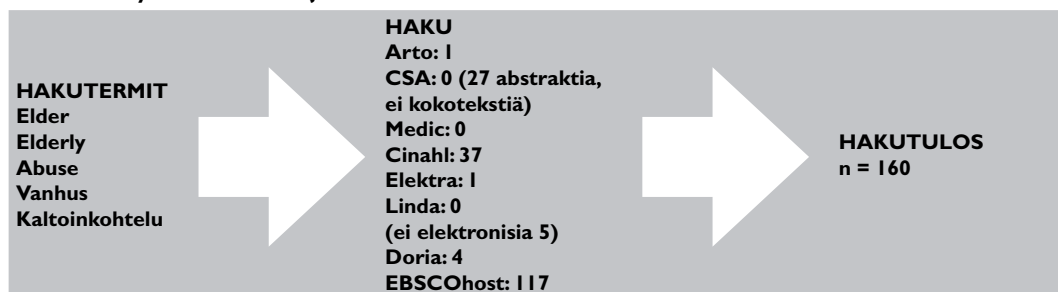 HAKUTERMIT
Elder
Elderly
Abuse
Vanhus
Kaltoinkohtelu
HAKU
Arto: 1
CSA: 0 (27 abstraktia,
ei kokotekstiä)
Medic: 0
Cinahl: 37
Elektra: 1
Linda: 0
(ei elektronisia 5)
Doria: 4
EBSCOhost: 117
HAKUTULOS
n = 160